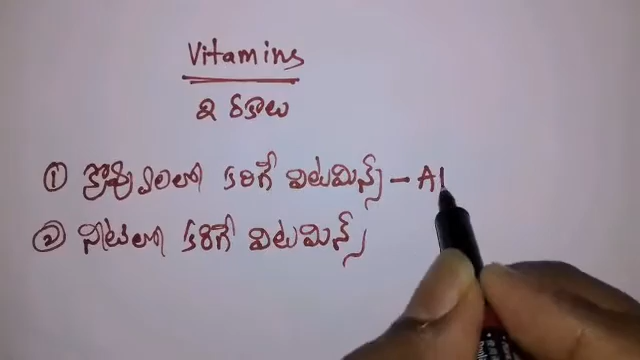 Vitamins
2 రకాలు
① క్రొవ్వులలో కరిగే విటమిన్స్ - A
② నీటిలో కరిగే విటమిన్స్